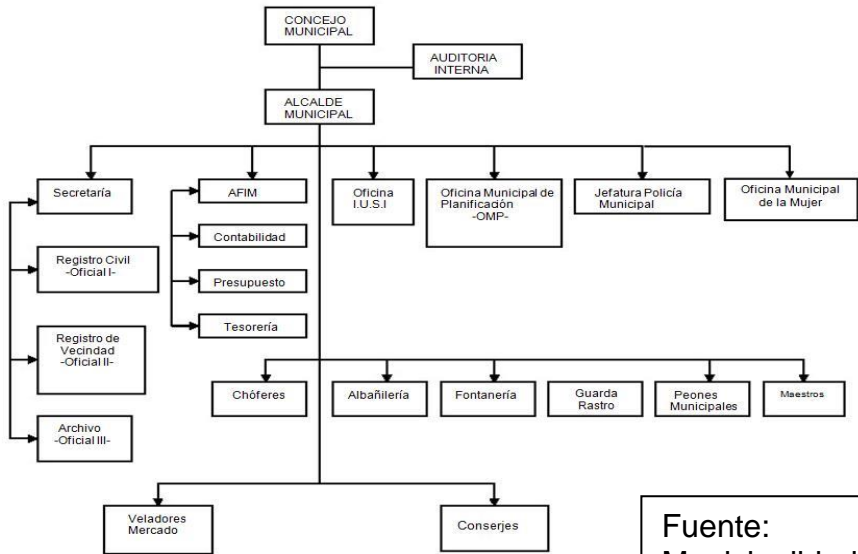 CONCEJO
MUNICIPAL
AUDITORIA
INTERNA
ALCALDE
MUNICIPAL
Secretaría
AFIM
Oficina
I.U.S.I
Oficina Municipal de
Planificación
-OMP-
Jefatura Policía
Municipal
Oficina Municipal
de la Mujer
Contabilidad
Registro Civil
-Oficial I-
Presupuesto
Tesorería
Registro de
Vecindad
-Oficial II-
Chóferes
Albañilería
Fontanería
Guarda
Rastro
Peones
Municipales
Maestros
Archivo
-Oficial III-
Veladores
Mercado
Conserjes
Fuente: